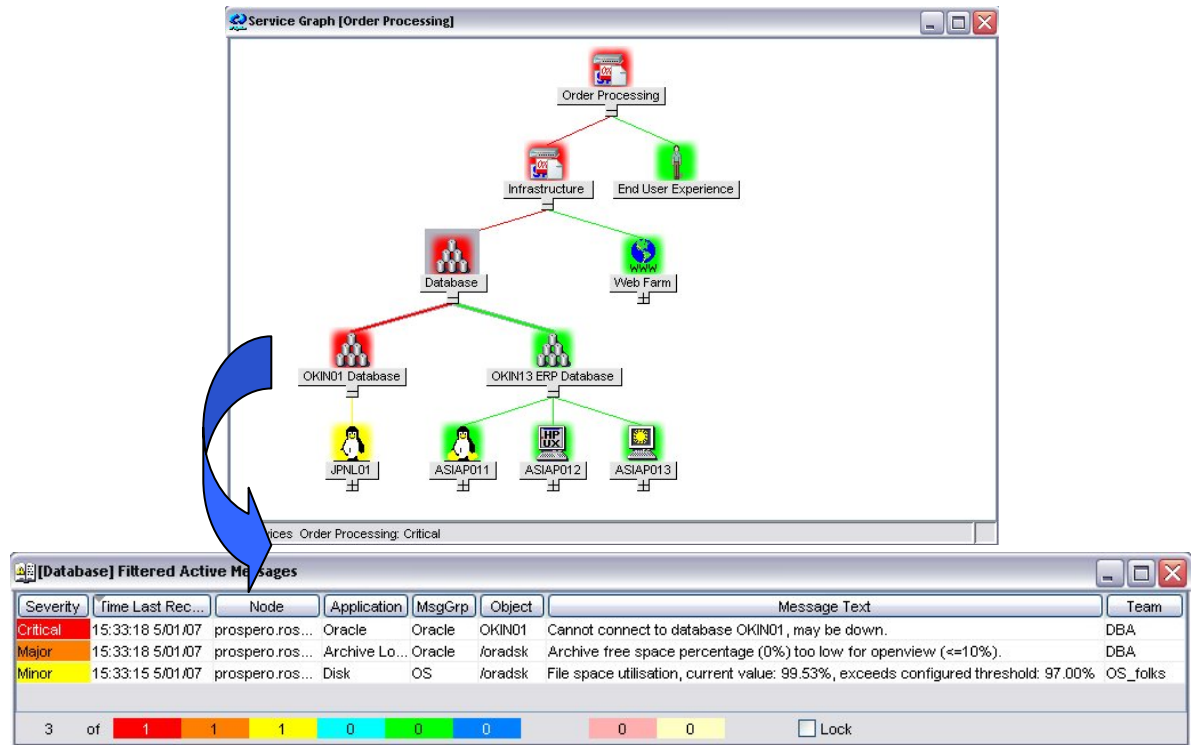 Service Graph [Order Processing]
Order Processing
Infrastructure
End User Experience
WWW
Database
Web Farm
OKIN01 Database
OKIN13 ERP Database
HP
UX
JPNL01
ASIAP011
ASIAP012
ASIAP013
vices Order Processing: Critical
[Database] Filtered Active Messages
Severity Time Last Rec... Node Application MsgGrp Object Message Text Team
Critical 15:33:18 5/01/07 prospero.ros... Oracle Oracle OKIN01 Cannot connect to database OKIN01, may be down. DBA
Major 15:33:18 5/01/07 prospero.ros... Archive Lo... Oracle /oradsk Archive free space percentage (0%) too low for openview (<=10%). DBA
Minor 15:33:15 5/01/07 prospero.ros... Disk OS /oradsk File space utilisation, current value: 99.53%, exceeds configured threshold: 97.00% OS_folks
3 of 1 1 1 0 0 0 0 0 Lock